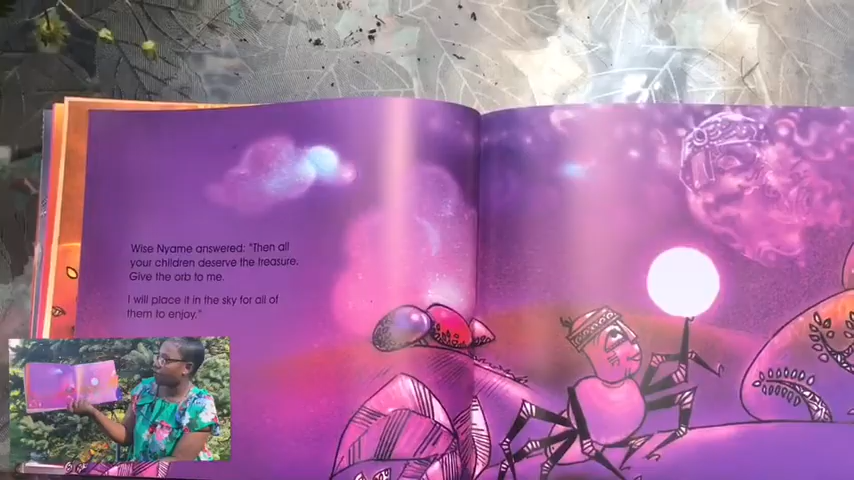 Wise Nyame answered: "Then all
your children deserve the treasure.
Give the orb to me.
I will place it in the sky for all of
them to enjoy."